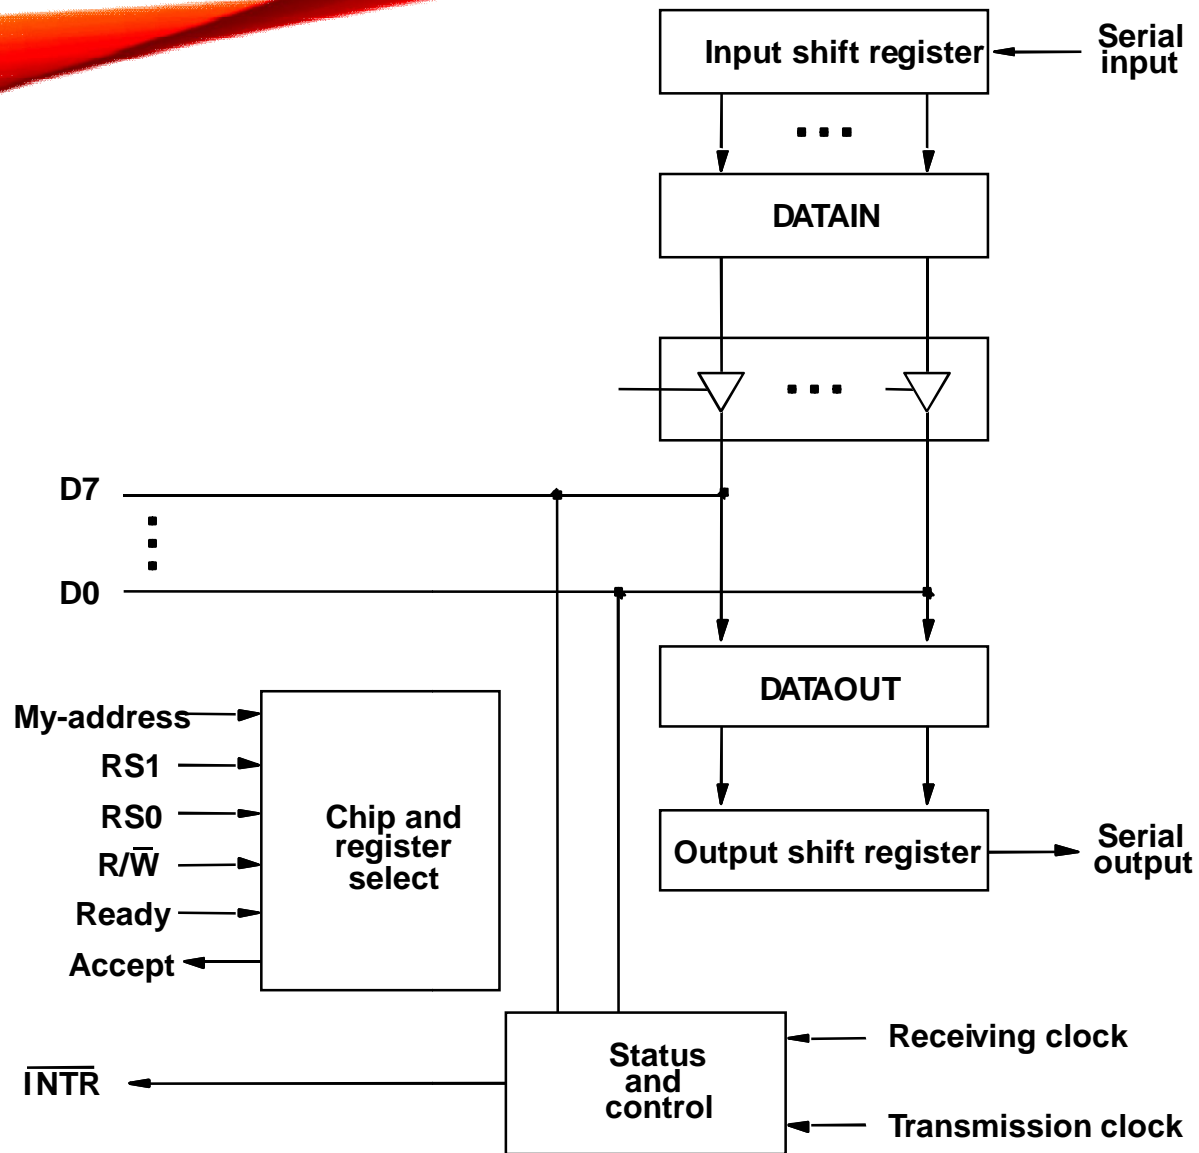 Input shift register
Serial
input
DATAIN
D7
D0
DATAOUT
My-address
RS1
RS0
R/W̅
Ready
Accept
Chip and
register
select
Output shift register
Serial
output
I̅N̅T̅R̅
Status
and
control
Receiving clock
Transmission clock